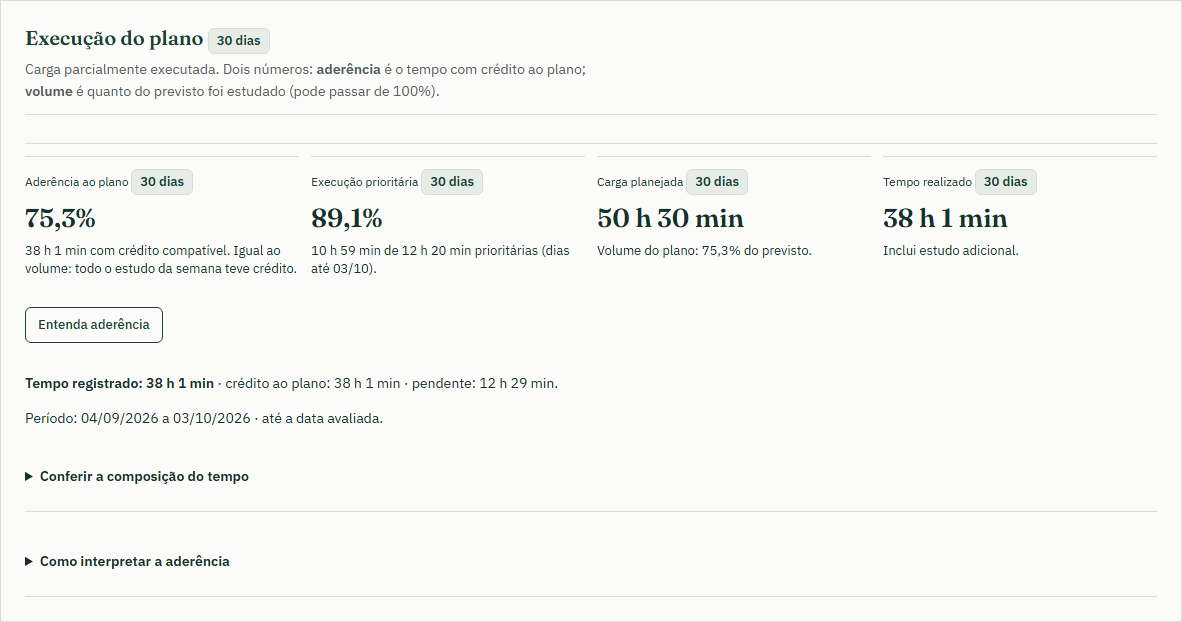 Execução do plano 30 dias
Carga parcialmente executada. Dois números: aderência é o tempo com crédito ao plano;
volume é quanto do previsto foi estudado (pode passar de 100%).
Aderência ao plano 30 dias
75,3%
38 h 1 min com crédito compatível. Igual ao
volume: todo o estudo da semana teve crédito.
Execução prioritária 30 dias
89,1%
10 h 59 min de 12 h 20 min prioritárias (dias
até 03/10).
Carga planejada 30 dias
50 h 30 min
Volume do plano: 75,3% do previsto.
Tempo realizado 30 dias
38 h 1 min
Inclui estudo adicional.
Entenda aderência
Tempo registrado: 38 h 1 min · crédito ao plano: 38 h 1 min · pendente: 12 h 29 min.
Período: 04/09/2026 a 03/10/2026 · até a data avaliada.
Conferir a composição do tempo
Como interpretar a aderência